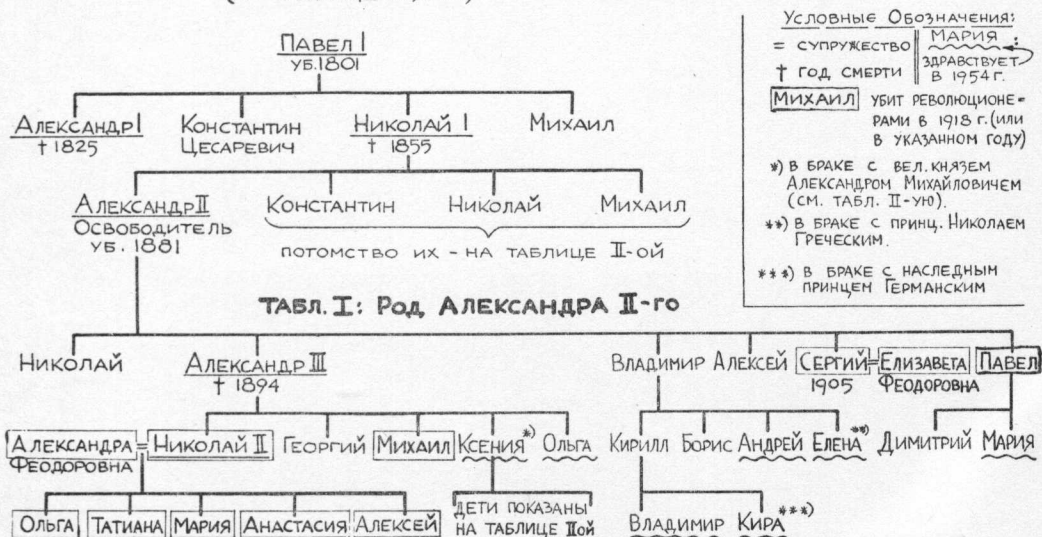 ПАВЕЛ I
УБ. 1801
АЛЕКСАНДР I
† 1825
КОНСТАНТИН
ЦЕСАРЕВИЧ
НИКОЛАЙ I
† 1855
МИХАИЛ
АЛЕКСАНДР II
ОСВОБОДИТЕЛЬ
УБ. 1881
КОНСТАНТИН НИКОЛАЙ МИХАИЛ
ПОТОМСТВО ИХ - НА ТАБЛИЦЕ II-ОЙ
УСЛОВНЫЕ ОБОЗНАЧЕНИЯ:
= СУПРУЖЕСТВО
† ГОД СМЕРТИ
МАРИЯ :
ЗДРАВСТВУЕТ
В 1954 Г.
МИХАИЛ УБИТ РЕВОЛЮЦИОНЕ=
РАМИ В 1918 Г. (ИЛИ
В УКАЗАННОМ ГОДУ)
*) В БРАКЕ С ВЕЛ. КНЯЗЕМ
АЛЕКСАНДРОМ МИХАЙЛОВИЧЕМ
(СМ. ТАБЛ. II-УЮ).
**) В БРАКЕ С ПРИНЦ. НИКОЛАЕМ
ГРЕЧЕСКИМ.
***) В БРАКЕ С НАСЛЕДНЫМ
ПРИНЦЕМ ГЕРМАНСКИМ
ТАБЛ. I: РОД АЛЕКСАНДРА II-ГО
НИКОЛАЙ
АЛЕКСАНДР III
† 1894
ВЛАДИМИР АЛЕКСЕЙ СЕРГИЙ = ЕЛИЗАВЕТА ПАВЕЛ
1905 ФЕОДОРОВНА
АЛЕКСАНДРА = НИКОЛАЙ II ГЕОРГИЙ МИХАИЛ КСЕНИЯ*) ОЛЬГА КИРИЛЛ БОРИС АНДРЕЙ ЕЛЕНА**) ДИМИТРИЙ МАРИЯ
ФЕОДОРОВНА
ОЛЬГА ТАТИАНА МАРИЯ АНАСТАСИЯ АЛЕКСЕЙ
ДЕТИ ПОКАЗАНЫ
НА ТАБЛИЦЕ IIОЙ
ВЛАДИМИР КИРА***)